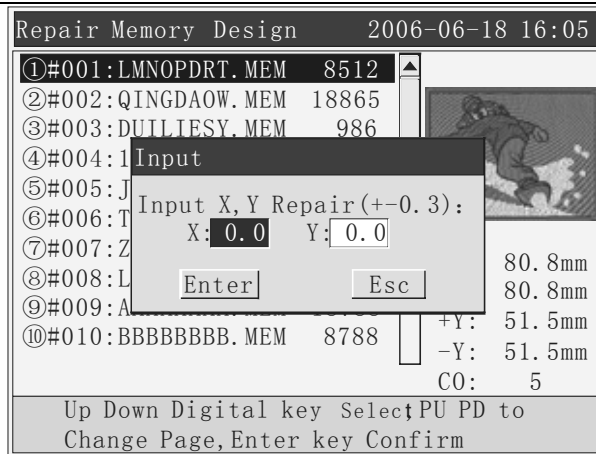 Repair Memory Design 2006-06-18 16:05
①#001:LMNOPDRT.MEM 8512
②#002:QINGDAOW.MEM 18865
③#003:DUILIESY.MEM 986
④#004:1
⑤#005:J
⑥#006:T
⑦#007:Z
⑧#008:L
⑨#009:A
⑩#010:BBBBBBBB.MEM 8788
Input
Input X,Y Repair(+-0.3):
X: 0.0 Y: 0.0
Enter Esc
80.8mm
80.8mm
+Y: 51.5mm
-Y: 51.5mm
CO: 5
Up Down Digital key Select;PU PD to
Change Page,Enter key Confirm